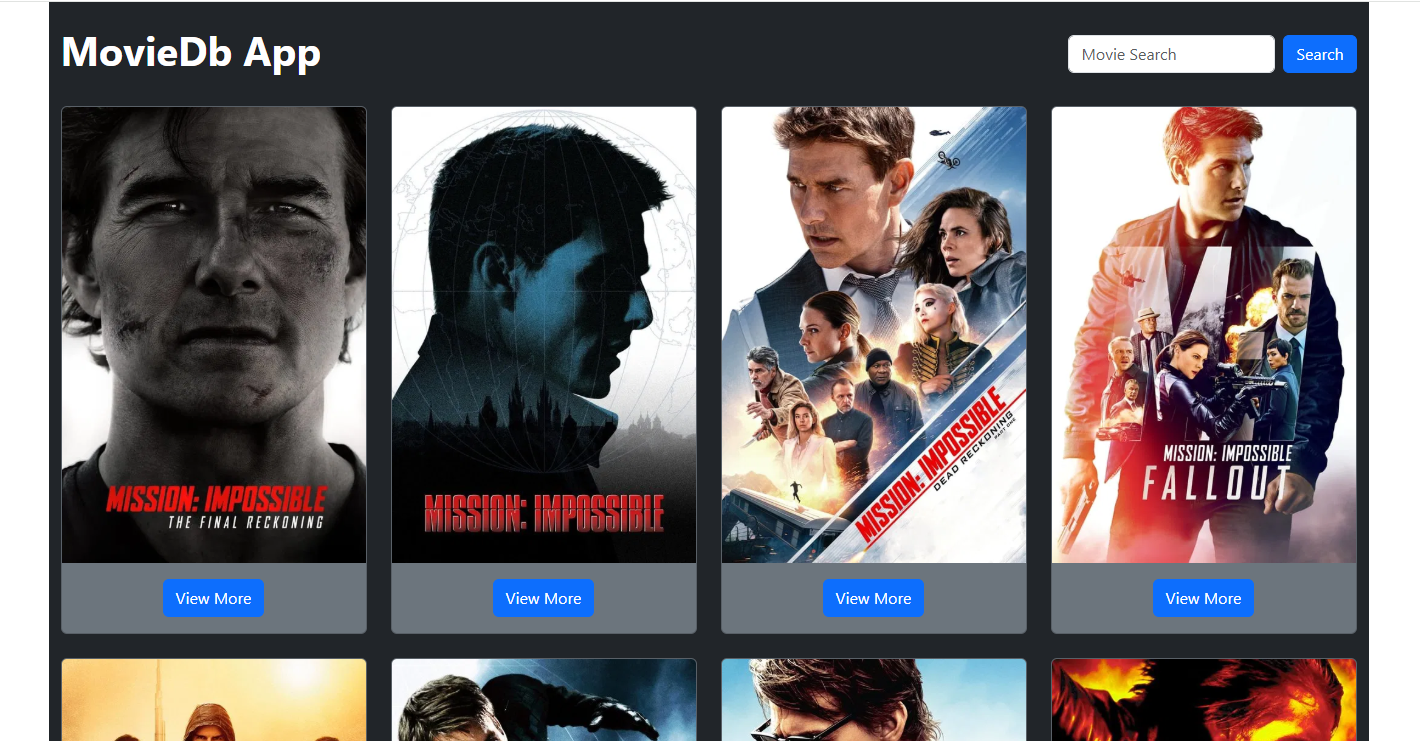 MovieDb App
Movie Search
Search
MISSION: IMPOSSIBLE
THE FINAL RECKONING
MISSION: IMPOSSIBLE
MISSION: IMPOSSIBLE
DEAD RECKONING
PART ONE
MISSION: IMPOSSIBLE
FALLOUT
View More
View More
View More
View More